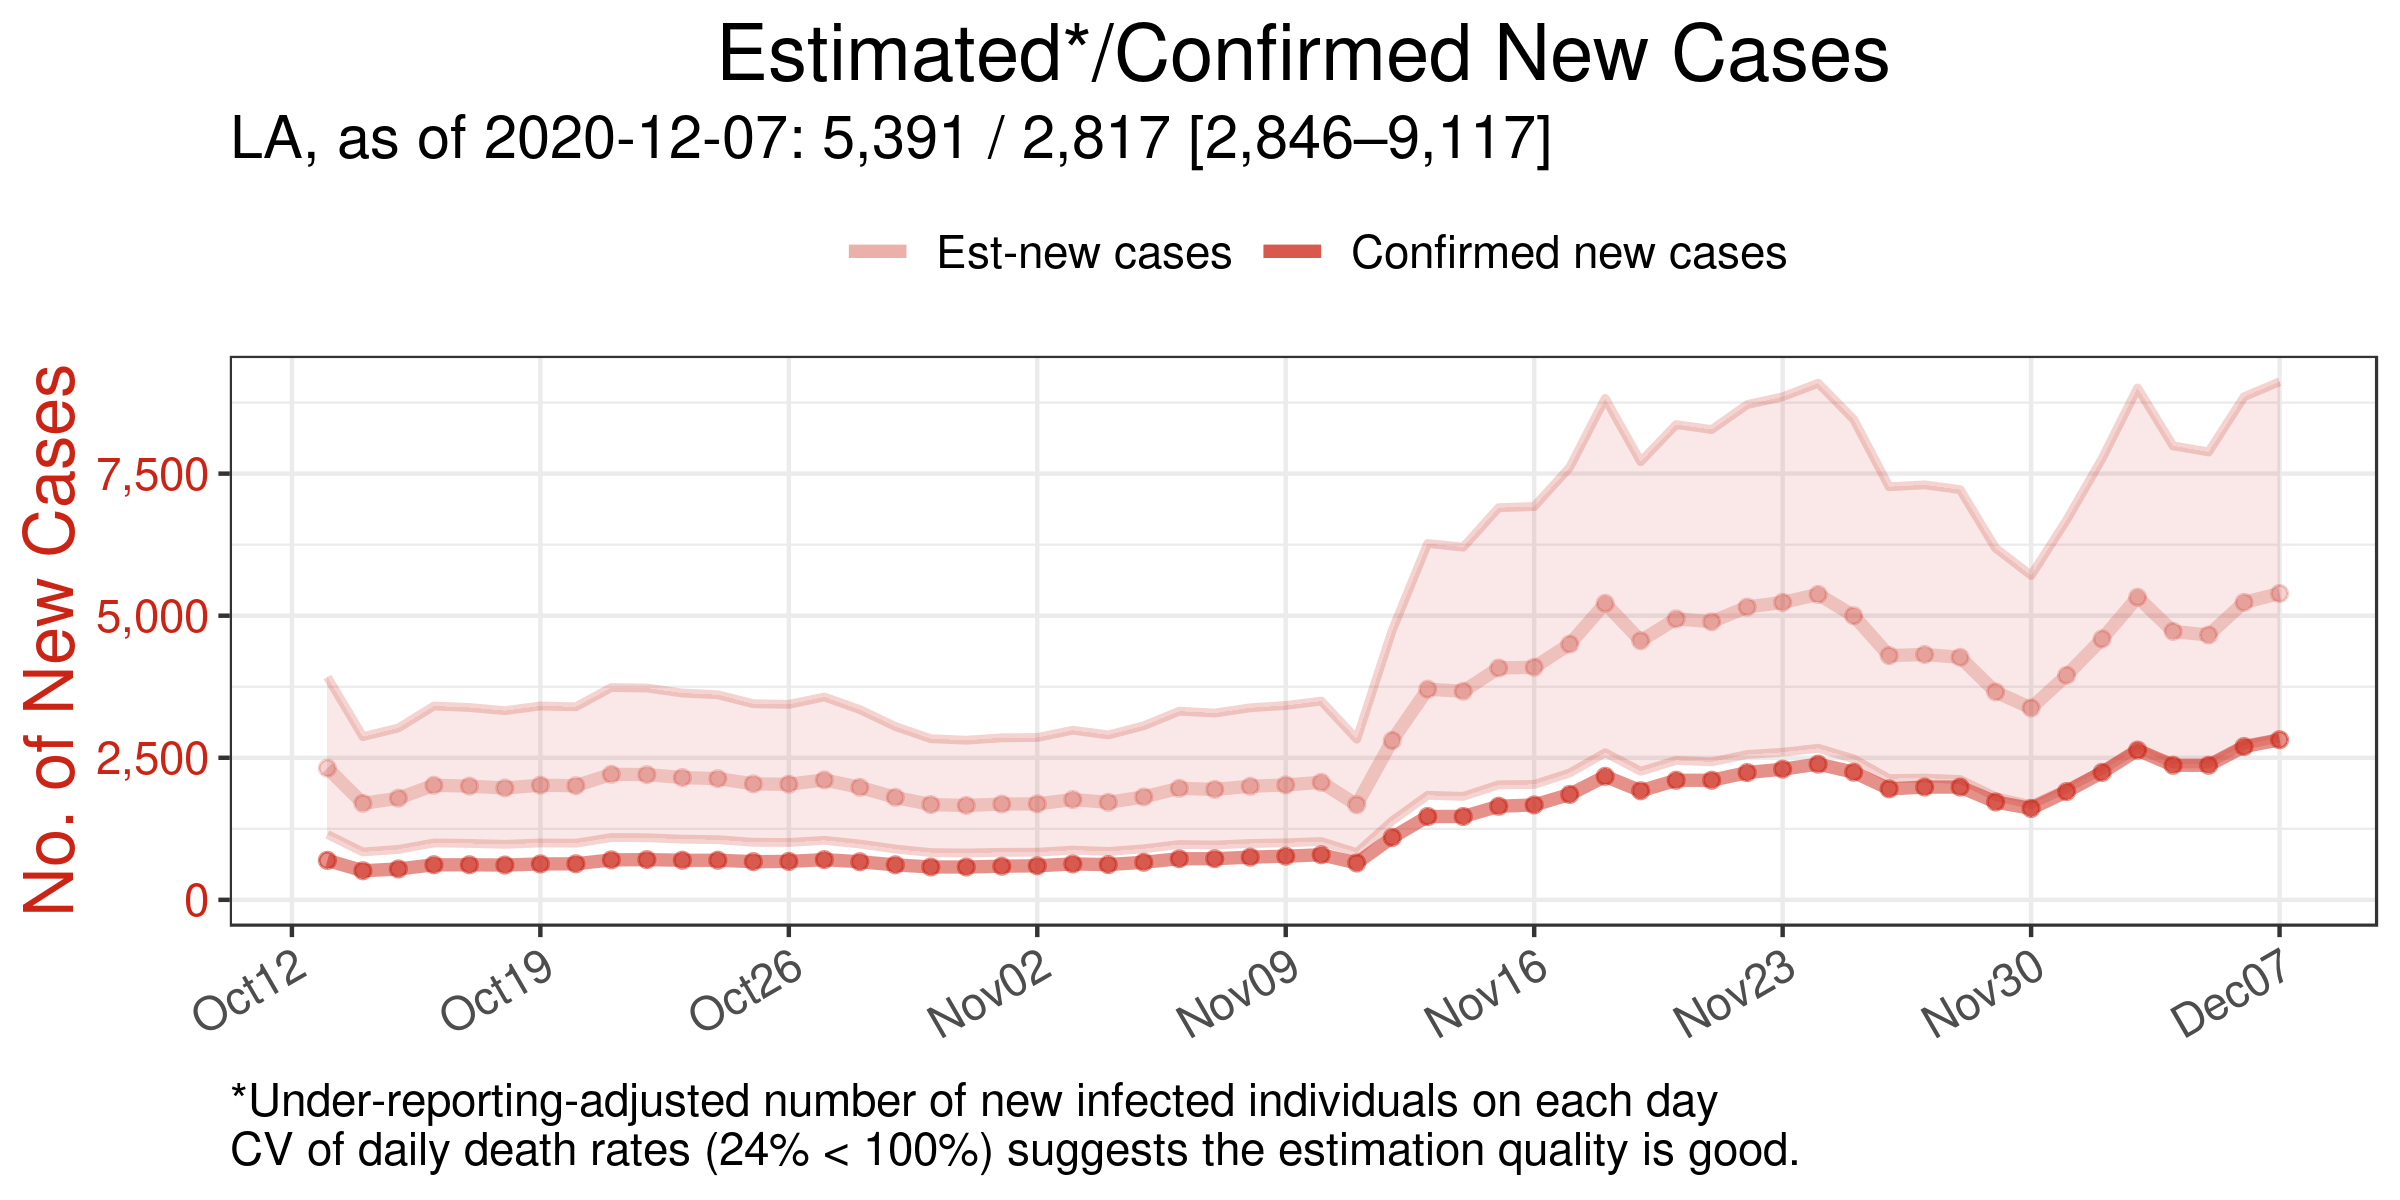 Estimated*/Confirmed New Cases
LA, as of 2020-12-07: 5,391 / 2,817 [2,846–9,117]
Est-new cases
Confirmed new cases
No. of New Cases
7,500
5,000
2,500
0
Oct12
Oct19
Oct26
Nov02
Nov09
Nov16
Nov23
Nov30
Dec07
*Under-reporting-adjusted number of new infected individuals on each day
CV of daily death rates (24% < 100%) suggests the estimation quality is good.